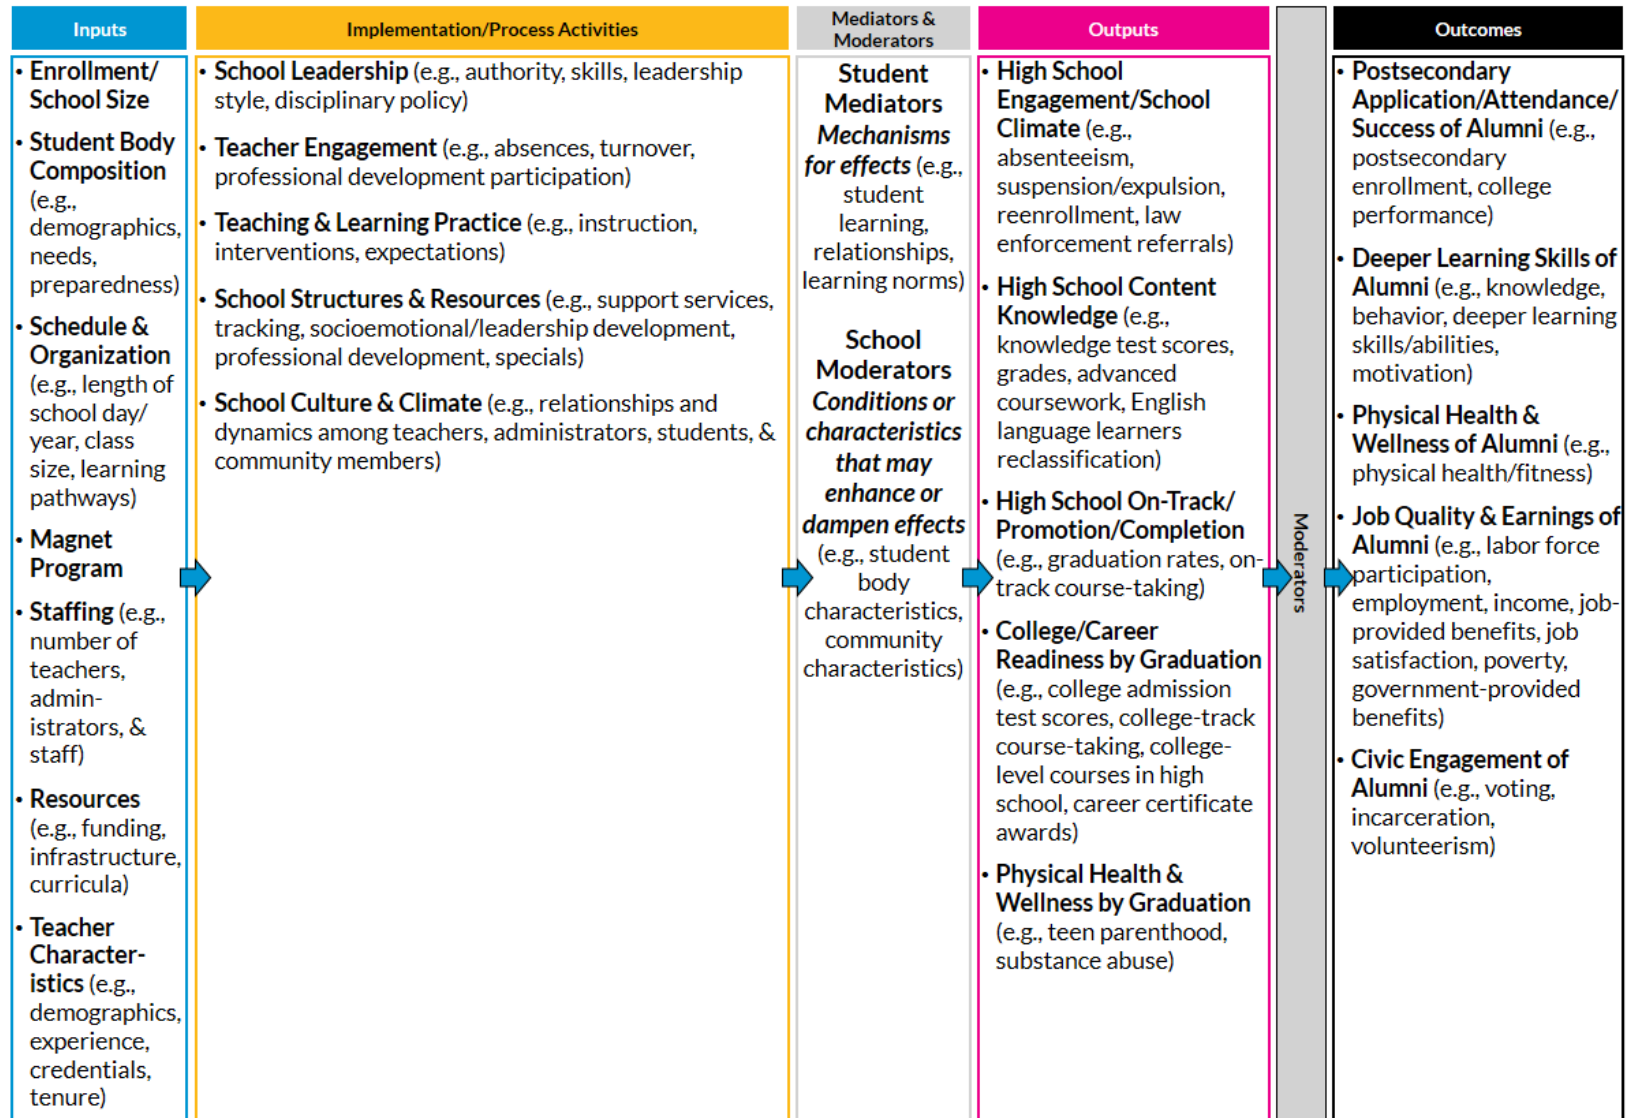 Inputs
Implementation/Process Activities
Mediators &
Moderators
Outputs
Outcomes
• Enrollment/
School Size
• Student Body
Composition
(e.g.,
demographics,
needs,
preparedness)
• Schedule &
Organization
(e.g., length of
school day/
year, class
size, learning
pathways)
• Magnet
Program
• Staffing (e.g.,
number of
teachers,
admin-
istrators, &
staff)
• Resources
(e.g., funding,
infrastructure,
curricula)
• Teacher
Character-
istics (e.g.,
demographics,
experience,
credentials,
tenure)
• School Leadership (e.g., authority, skills, leadership
style, disciplinary policy)
• Teacher Engagement (e.g., absences, turnover,
professional development participation)
• Teaching & Learning Practice (e.g., instruction,
interventions, expectations)
• School Structures & Resources (e.g., support services,
tracking, socioemotional/leadership development,
professional development, specials)
• School Culture & Climate (e.g., relationships and
dynamics among teachers, administrators, students, &
community members)
Student
Mediators
Mechanisms
for effects (e.g.,
student
learning,
relationships,
learning norms)
School
Moderators
Conditions or
characteristics
that may
enhance or
dampen effects
(e.g., student
body
characteristics,
community
characteristics)
• High School
Engagement/School
Climate (e.g.,
absenteeism,
suspension/expulsion,
reenrollment, law
enforcement referrals)
• High School Content
Knowledge (e.g.,
knowledge test scores,
grades, advanced
coursework, English
language learners
reclassification)
• High School On-Track/
Promotion/Completion
(e.g., graduation rates, on-
track course-taking)
• College/Career
Readiness by Graduation
(e.g., college admission
test scores, college-track
course-taking, college-
level courses in high
school, career certificate
awards)
• Physical Health &
Wellness by Graduation
(e.g., teen parenthood,
substance abuse)
Moderators
• Postsecondary
Application/Attendance/
Success of Alumni (e.g.,
postsecondary
enrollment, college
performance)
• Deeper Learning Skills of
Alumni (e.g., knowledge,
behavior, deeper learning
skills/abilities,
motivation)
• Physical Health &
Wellness of Alumni (e.g.,
physical health/fitness)
• Job Quality & Earnings of
Alumni (e.g., labor force
participation,
employment, income, job-
provided benefits, job
satisfaction, poverty,
government-provided
benefits)
• Civic Engagement of
Alumni (e.g., voting,
incarceration,
volunteerism)